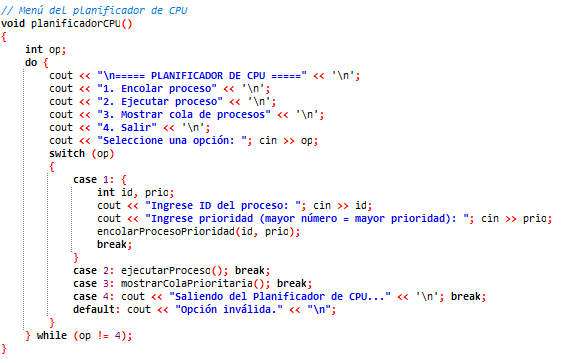 // Menú del planificador de CPU
void planificadorCPU()
{
    int op;
    do {
        cout << "\n===== PLANIFICADOR DE CPU =====" << '\n';
        cout << "1. Encolar proceso" << '\n';
        cout << "2. Ejecutar proceso" << '\n';
        cout << "3. Mostrar cola de procesos" << '\n';
        cout << "4. Salir" << '\n';
        cout << "Seleccione una opción: "; cin >> op;
        switch (op)
        {
            case 1: {
                int id, prio;
                cout << "Ingrese ID del proceso: "; cin >> id;
                cout << "Ingrese prioridad (mayor número = mayor prioridad): "; cin >> prio;
                encolarProcesoPrioridad(id, prio);
                break;
            }
            case 2: ejecutarProceso(); break;
            case 3: mostrarColaPrioritaria(); break;
            case 4: cout << "Saliendo del Planificador de CPU..." << '\n'; break;
            default: cout << "Opción inválida." << "\n";
        }
    } while (op != 4);
}